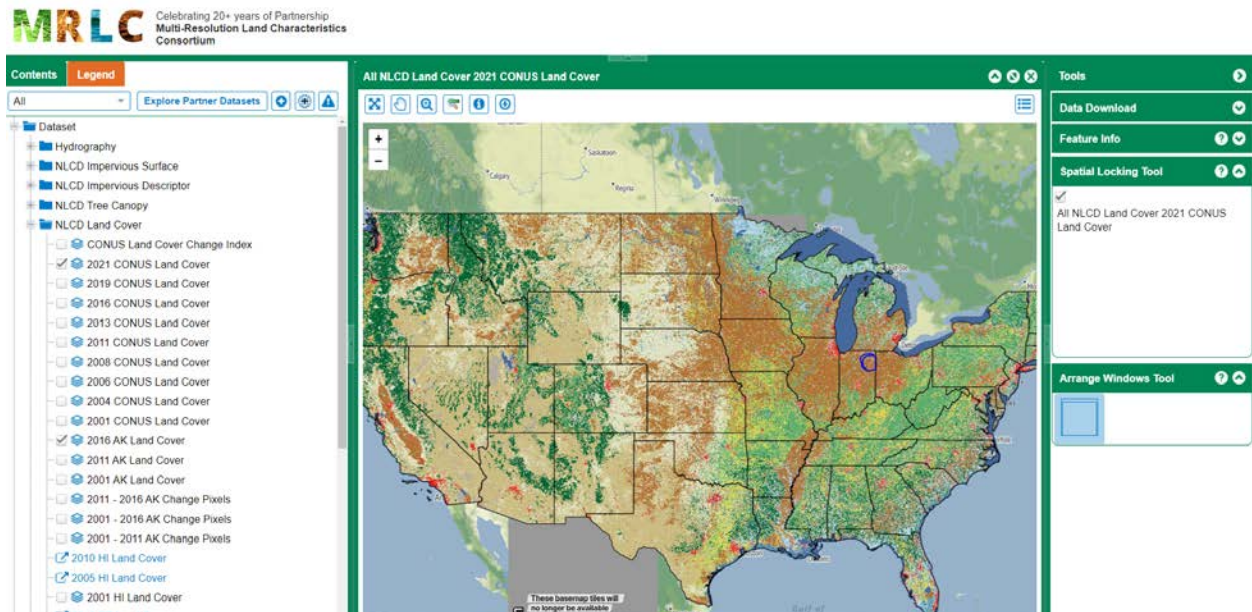 MRLC
Celebrating 20+ years of Partnership
Multi-Resolution Land Characteristics
Consortium
Contents
Legend
All
Explore Partner Datasets
Dataset
Hydrography
NLCD Impervious Surface
NLCD Impervious Descriptor
NLCD Tree Canopy
NLCD Land Cover
CONUS Land Cover Change Index
2021 CONUS Land Cover
2019 CONUS Land Cover
2016 CONUS Land Cover
2013 CONUS Land Cover
2011 CONUS Land Cover
2008 CONUS Land Cover
2006 CONUS Land Cover
2004 CONUS Land Cover
2001 CONUS Land Cover
2016 AK Land Cover
2011 AK Land Cover
2001 AK Land Cover
2011 - 2016 AK Change Pixels
2001 - 2016 AK Change Pixels
2001 - 2011 AK Change Pixels
2010 HI Land Cover
2005 HI Land Cover
2001 HI Land Cover
All NLCD Land Cover 2021 CONUS Land Cover
+
−
Saskatoon
Calgary
Regina
These basemap tiles will
no longer be available
Gulf of
Tools
Data Download
Feature Info
Spatial Locking Tool
All NLCD Land Cover 2021 CONUS
Land Cover
Arrange Windows Tool